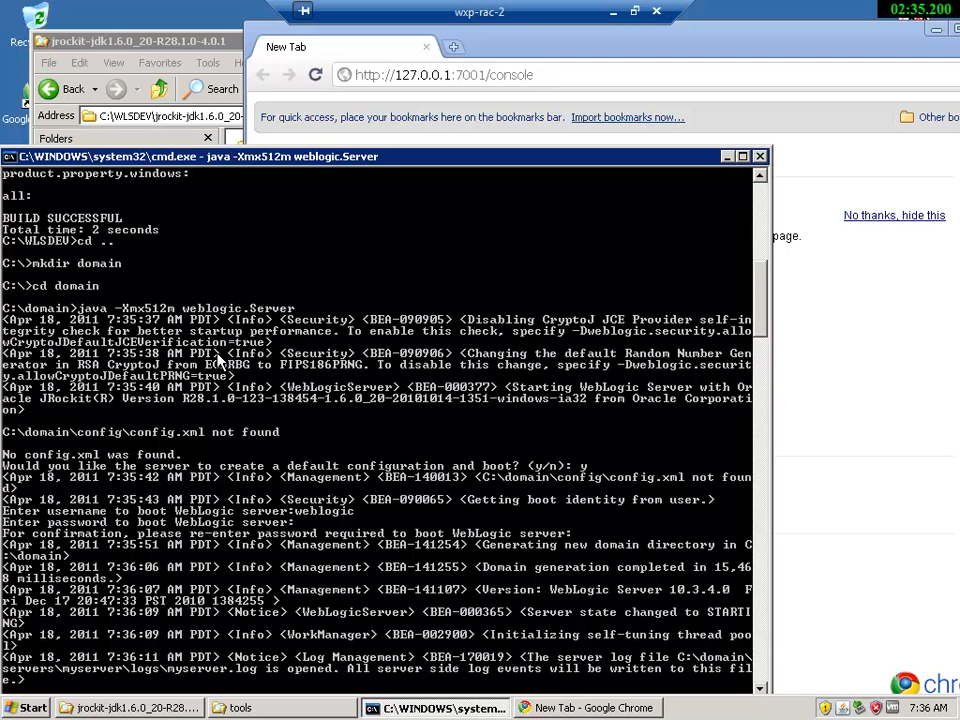 wxp-rac-2
02:35.200
jrockit-jdk1.6.0_20-R28.1.0-4.0.1
New Tab
File Edit View Favorites Tools
http://127.0.0.1:7001/console
Back Search
Address C:\WLSDEV\jrockit-jdk1.6.0_20-
For quick access, place your bookmarks here on the bookmarks bar. Import bookmarks now...
Other bo
Folders
C:\WINDOWS\system32\cmd.exe - java -Xmx512m weblogic.Server
product.property.windows:
all:
BUILD SUCCESSFUL
Total time: 2 seconds
C:\WLSDEV>cd ..
C:\>mkdir domain
C:\>cd domain
C:\domain>java -Xmx512m weblogic.Server
<Apr 18, 2011 7:35:37 AM PDT> <Info> <Security> <BEA-090905> <Disabling CryptoJ JCE Provider self-in
tegrity check for better startup performance. To enable this check, specify -Dweblogic.security.allo
wCryptoJDefaultJCEVerification=true>
<Apr 18, 2011 7:35:38 AM PDT> <Info> <Security> <BEA-090906> <Changing the default Random Number Gen
erator in RSA CryptoJ from ECDRBG to FIPS186PRNG. To disable this change, specify -Dweblogic.securit
y.allowCryptoJDefaultPRNG=true>
<Apr 18, 2011 7:35:40 AM PDT> <Info> <WebLogicServer> <BEA-000377> <Starting WebLogic Server with Or
acle JRockit(R) Version R28.1.0-123-138454-1.6.0_20-20101014-1351-windows-ia32 from Oracle Corporati
on>
C:\domain\config\config.xml not found
No config.xml was found.
Would you like the server to create a default configuration and boot? (y/n): y
<Apr 18, 2011 7:35:42 AM PDT> <Info> <Management> <BEA-140013> <C:\domain\config\config.xml not foun
d>
<Apr 18, 2011 7:35:43 AM PDT> <Info> <Security> <BEA-090065> <Getting boot identity from user.>
Enter username to boot WebLogic server:weblogic
Enter password to boot WebLogic server:
For confirmation, please re-enter password required to boot WebLogic server:
<Apr 18, 2011 7:35:51 AM PDT> <Info> <Management> <BEA-141254> <Generating new domain directory in C
:\domain>
<Apr 18, 2011 7:36:06 AM PDT> <Info> <Management> <BEA-141255> <Domain generation completed in 15,46
8 milliseconds.>
<Apr 18, 2011 7:36:07 AM PDT> <Info> <Management> <BEA-141107> <Version: WebLogic Server 10.3.4.0  F
ri Dec 17 20:47:33 PST 2010 1384255 >
<Apr 18, 2011 7:36:09 AM PDT> <Notice> <WebLogicServer> <BEA-000365> <Server state changed to STARTI
NG>
<Apr 18, 2011 7:36:09 AM PDT> <Info> <WorkManager> <BEA-002900> <Initializing self-tuning thread poo
l>
<Apr 18, 2011 7:36:11 AM PDT> <Notice> <Log Management> <BEA-170019> <The server log file C:\domain\
servers\myserver\logs\myserver.log is opened. All server side log events will be written to this fil
e.>
No thanks, hide this
page.
chr
Start
jrockit-jdk1.6.0_20-R28....
tools
C:\WINDOWS\system...
New Tab - Google Chrome
7:36 AM